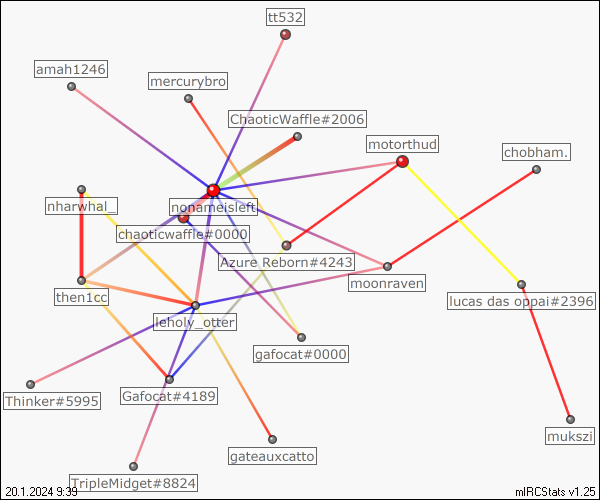 tt532
amah1246
mercurybro
ChaoticWaffle#2006
motorthud
chobham.
nharwhal_
nonameisleft
chaoticwaffle#0000
Azure Reborn#4243
moonraven
then1cc
lucas das oppai#2396
leholy_otter
gafocat#0000
Thinker#5995
Gafocat#4189
mukszi
gateauxcatto
TripleMidget#8824
20.1.2024 9:39
mIRCStats v1.25